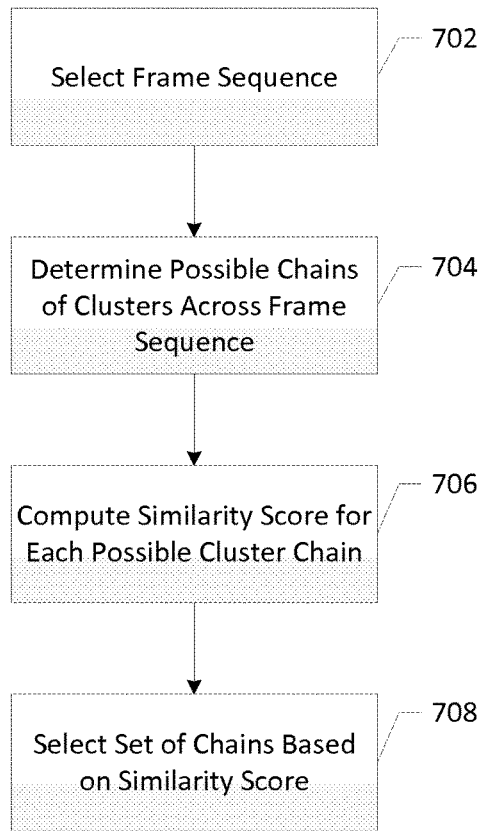 Select Frame Sequence
702
Determine Possible Chains
of Clusters Across Frame
Sequence
704
Compute Similarity Score for
Each Possible Cluster Chain
706
Select Set of Chains Based
on Similarity Score
708